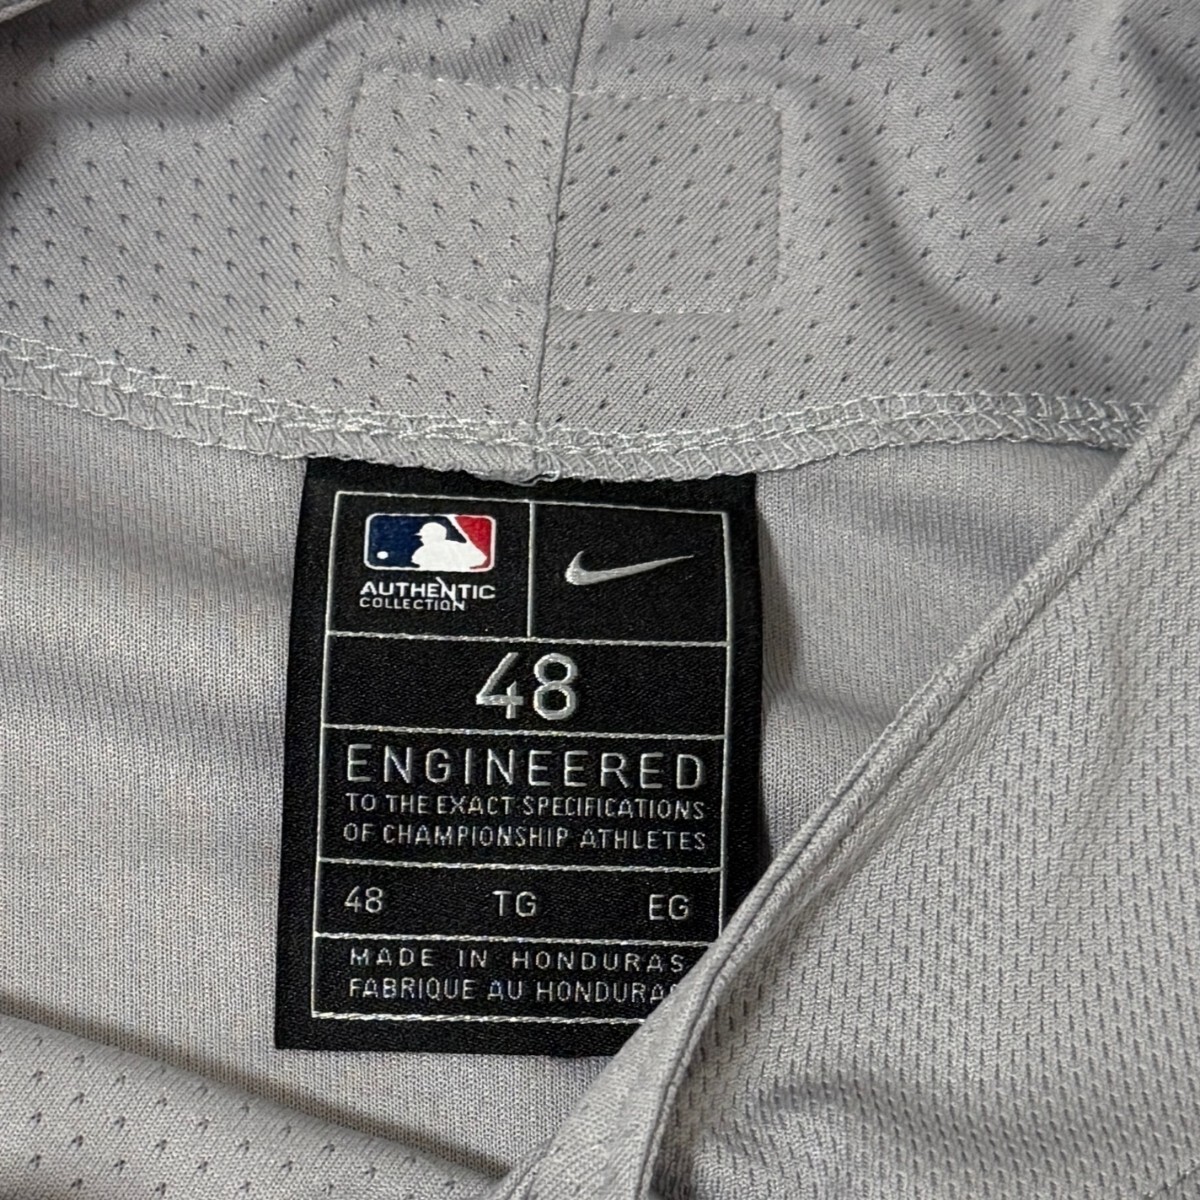 AUTHENTIC
COLLECTION
48
ENGINEERED
TO THE EXACT SPECIFICATIONS
OF CHAMPIONSHIP ATHLETES
48 TG EG
MADE IN HONDURAS
FABRIQUE AU HONDURAS